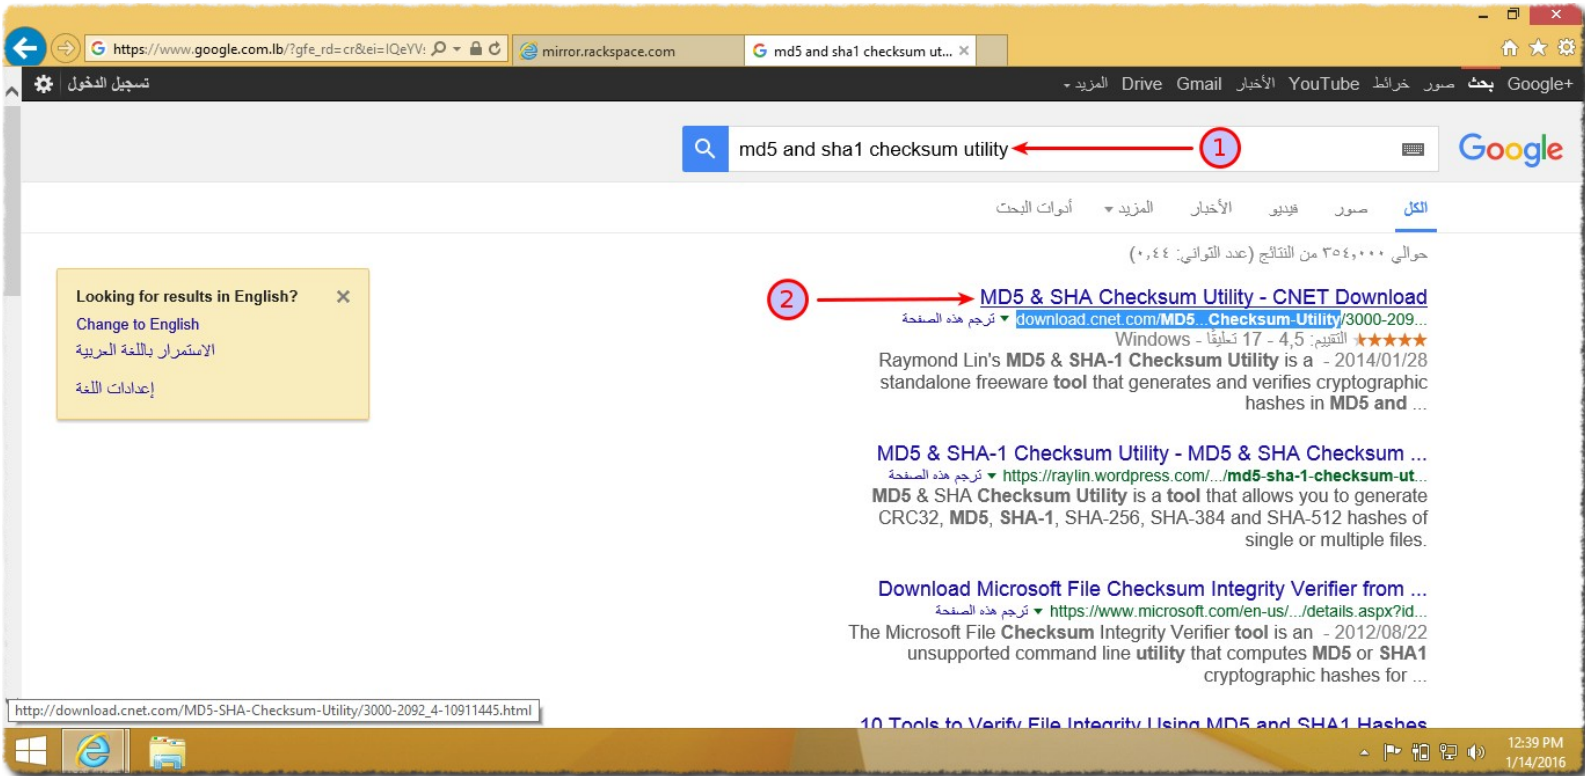 https://www.google.com.lb/?gfe_rd=cr&ei=IQeYV:
mirror.rackspace.com
md5 and sha1 checksum ut...
Google+ بحث صور خرائط YouTube الأخبار Gmail Drive المزيد
تسجيل الدخول
Google
md5 and sha1 checksum utility
1
الكل صور فيديو الأخبار المزيد أدوات البحث
حوالي ٣٥٤,٠٠٠ من النتائج (عدد الثواني: ٠,٤٤)
Looking for results in English?
Change to English
الاستمرار باللغة العربية
إعدادات اللغة
2
MD5 & SHA Checksum Utility - CNET Download
download.cnet.com/MD5...Checksum-Utility/3000-209... ترجم هذه الصفحة
التقييم: 4,5 - 17 تعليقًا - Windows
Raymond Lin's MD5 & SHA-1 Checksum Utility is a - 2014/01/28
standalone freeware tool that generates and verifies cryptographic
hashes in MD5 and ...
MD5 & SHA-1 Checksum Utility - MD5 & SHA Checksum ...
https://raylin.wordpress.com/.../md5-sha-1-checksum-ut... ترجم هذه الصفحة
MD5 & SHA Checksum Utility is a tool that allows you to generate
CRC32, MD5, SHA-1, SHA-256, SHA-384 and SHA-512 hashes of
single or multiple files.
Download Microsoft File Checksum Integrity Verifier from ...
https://www.microsoft.com/en-us/.../details.aspx?id... ترجم هذه الصفحة
The Microsoft File Checksum Integrity Verifier tool is an - 2012/08/22
unsupported command line utility that computes MD5 or SHA1
cryptographic hashes for ...
10 Tools to Verify File Integrity Using MD5 and SHA1 Hashes
http://download.cnet.com/MD5-SHA-Checksum-Utility/3000-2092_4-10911445.html
12:39 PM
1/14/2016